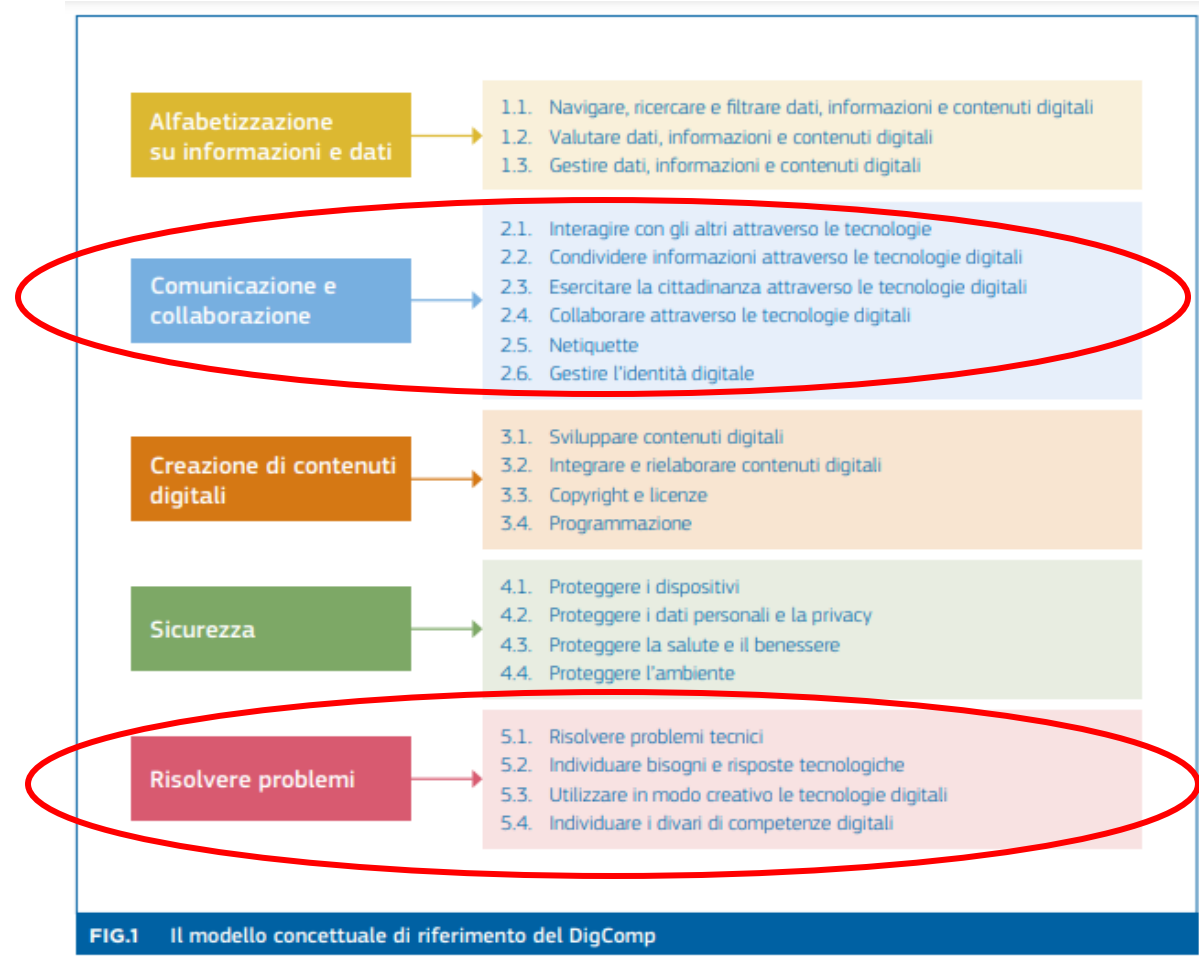 Alfabetizzazione
su informazioni e dati
1.1. Navigare, ricercare e filtrare dati, informazioni e contenuti digitali
1.2. Valutare dati, informazioni e contenuti digitali
1.3. Gestire dati, informazioni e contenuti digitali
Comunicazione e
collaborazione
2.1. Interagire con gli altri attraverso le tecnologie
2.2. Condividere informazioni attraverso le tecnologie digitali
2.3. Esercitare la cittadinanza attraverso le tecnologie digitali
2.4. Collaborare attraverso le tecnologie digitali
2.5. Netiquette
2.6. Gestire l'identità digitale
Creazione di contenuti
digitali
3.1. Sviluppare contenuti digitali
3.2. Integrare e rielaborare contenuti digitali
3.3. Copyright e licenze
3.4. Programmazione
Sicurezza
4.1. Proteggere i dispositivi
4.2. Proteggere i dati personali e la privacy
4.3. Proteggere la salute e il benessere
4.4. Proteggere l'ambiente
Risolvere problemi
5.1. Risolvere problemi tecnici
5.2. Individuare bisogni e risposte tecnologiche
5.3. Utilizzare in modo creativo le tecnologie digitali
5.4. Individuare i divari di competenze digitali
FIG.1 Il modello concettuale di riferimento del DigComp